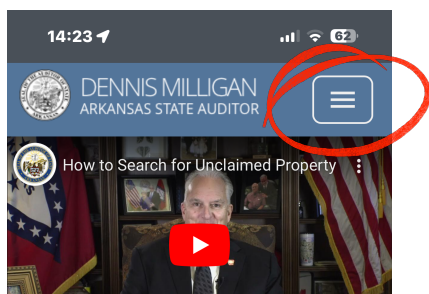 14:23
62
DENNIS MILLIGAN
ARKANSAS STATE AUDITOR
How to Search for Unclaimed Property